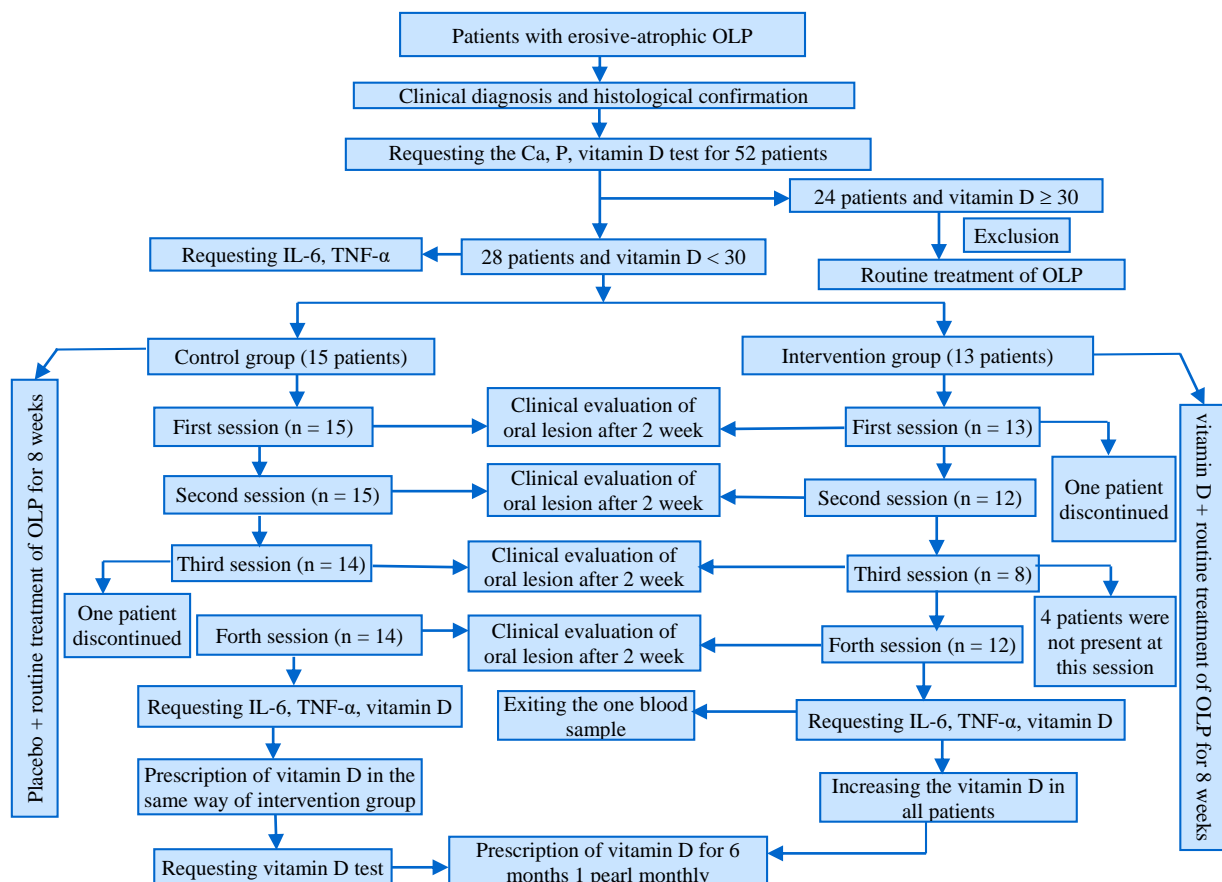 Patients with erosive-atrophic OLP
Clinical diagnosis and histological confirmation
Requesting the Ca, P, vitamin D test for 52 patients
24 patients and vitamin D ≥ 30
Exclusion
Routine treatment of OLP
Requesting IL-6, TNF-α
28 patients and vitamin D < 30
Control group (15 patients)
Intervention group (13 patients)
Placebo + routine treatment of OLP for 8 weeks
vitamin D + routine treatment of OLP for 8 weeks
First session (n = 15)
Clinical evaluation of
oral lesion after 2 week
First session (n = 13)
One patient
discontinued
Second session (n = 15)
Clinical evaluation of
oral lesion after 2 week
Second session (n = 12)
Third session (n = 14)
Clinical evaluation of
oral lesion after 2 week
Third session (n = 8)
One patient
discontinued
4 patients were
not present at
this session
Forth session (n = 14)
Clinical evaluation of
oral lesion after 2 week
Forth session (n = 12)
Requesting IL-6, TNF-α, vitamin D
Exiting the one blood
sample
Requesting IL-6, TNF-α, vitamin D
Prescription of vitamin D in the
same way of intervention group
Increasing the vitamin D in
all patients
Requesting vitamin D test
Prescription of vitamin D for 6
months 1 pearl monthly